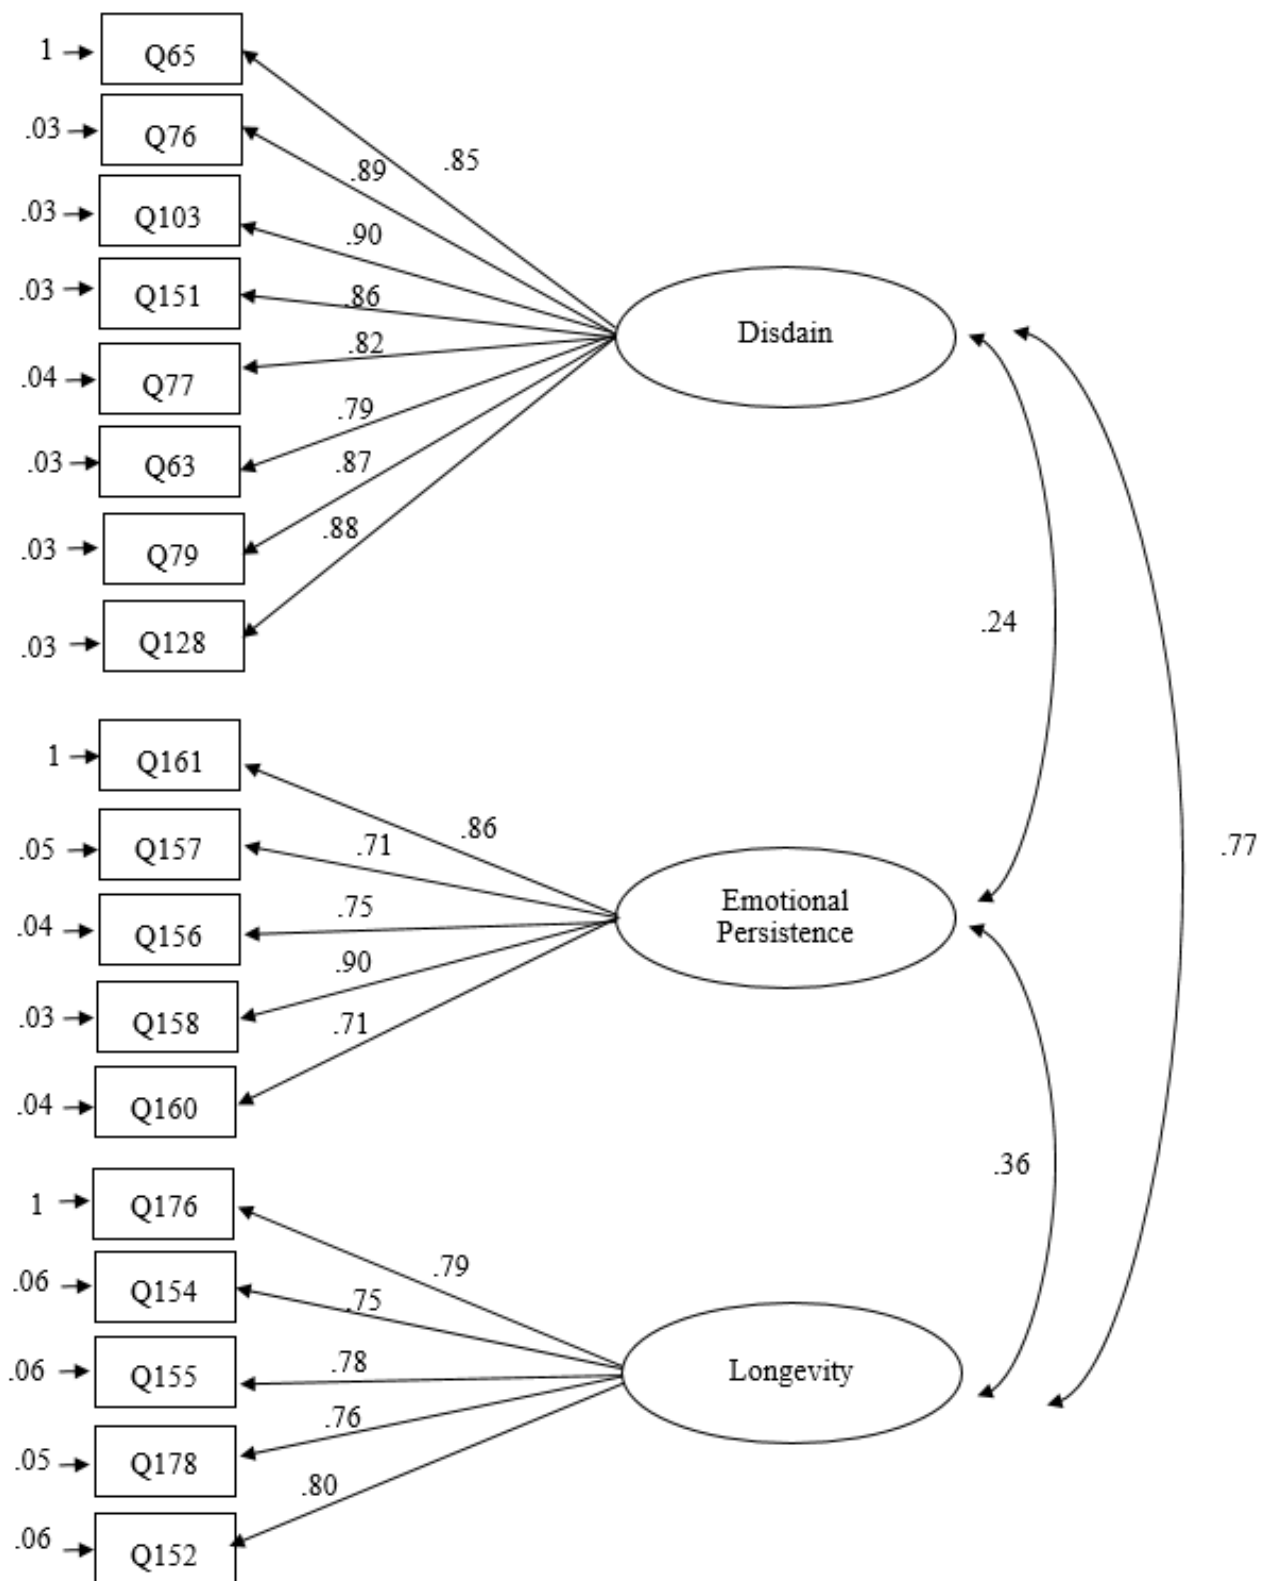 1
Q65
.03
Q76
.89
.85
.03
Q103
.90
.03
Q151
.86
.82
Disdain
.04
Q77
.79
.03
Q63
.87
.03
Q79
.88
.03
Q128
.24
1
Q161
.86
.05
Q157
.71
.77
.04
Q156
.75
Emotional
Persistence
.90
.03
Q158
.71
.04
Q160
.36
1
Q176
.79
.06
Q154
.75
.06
Q155
.78
Longevity
.76
.05
Q178
.80
.06
Q152